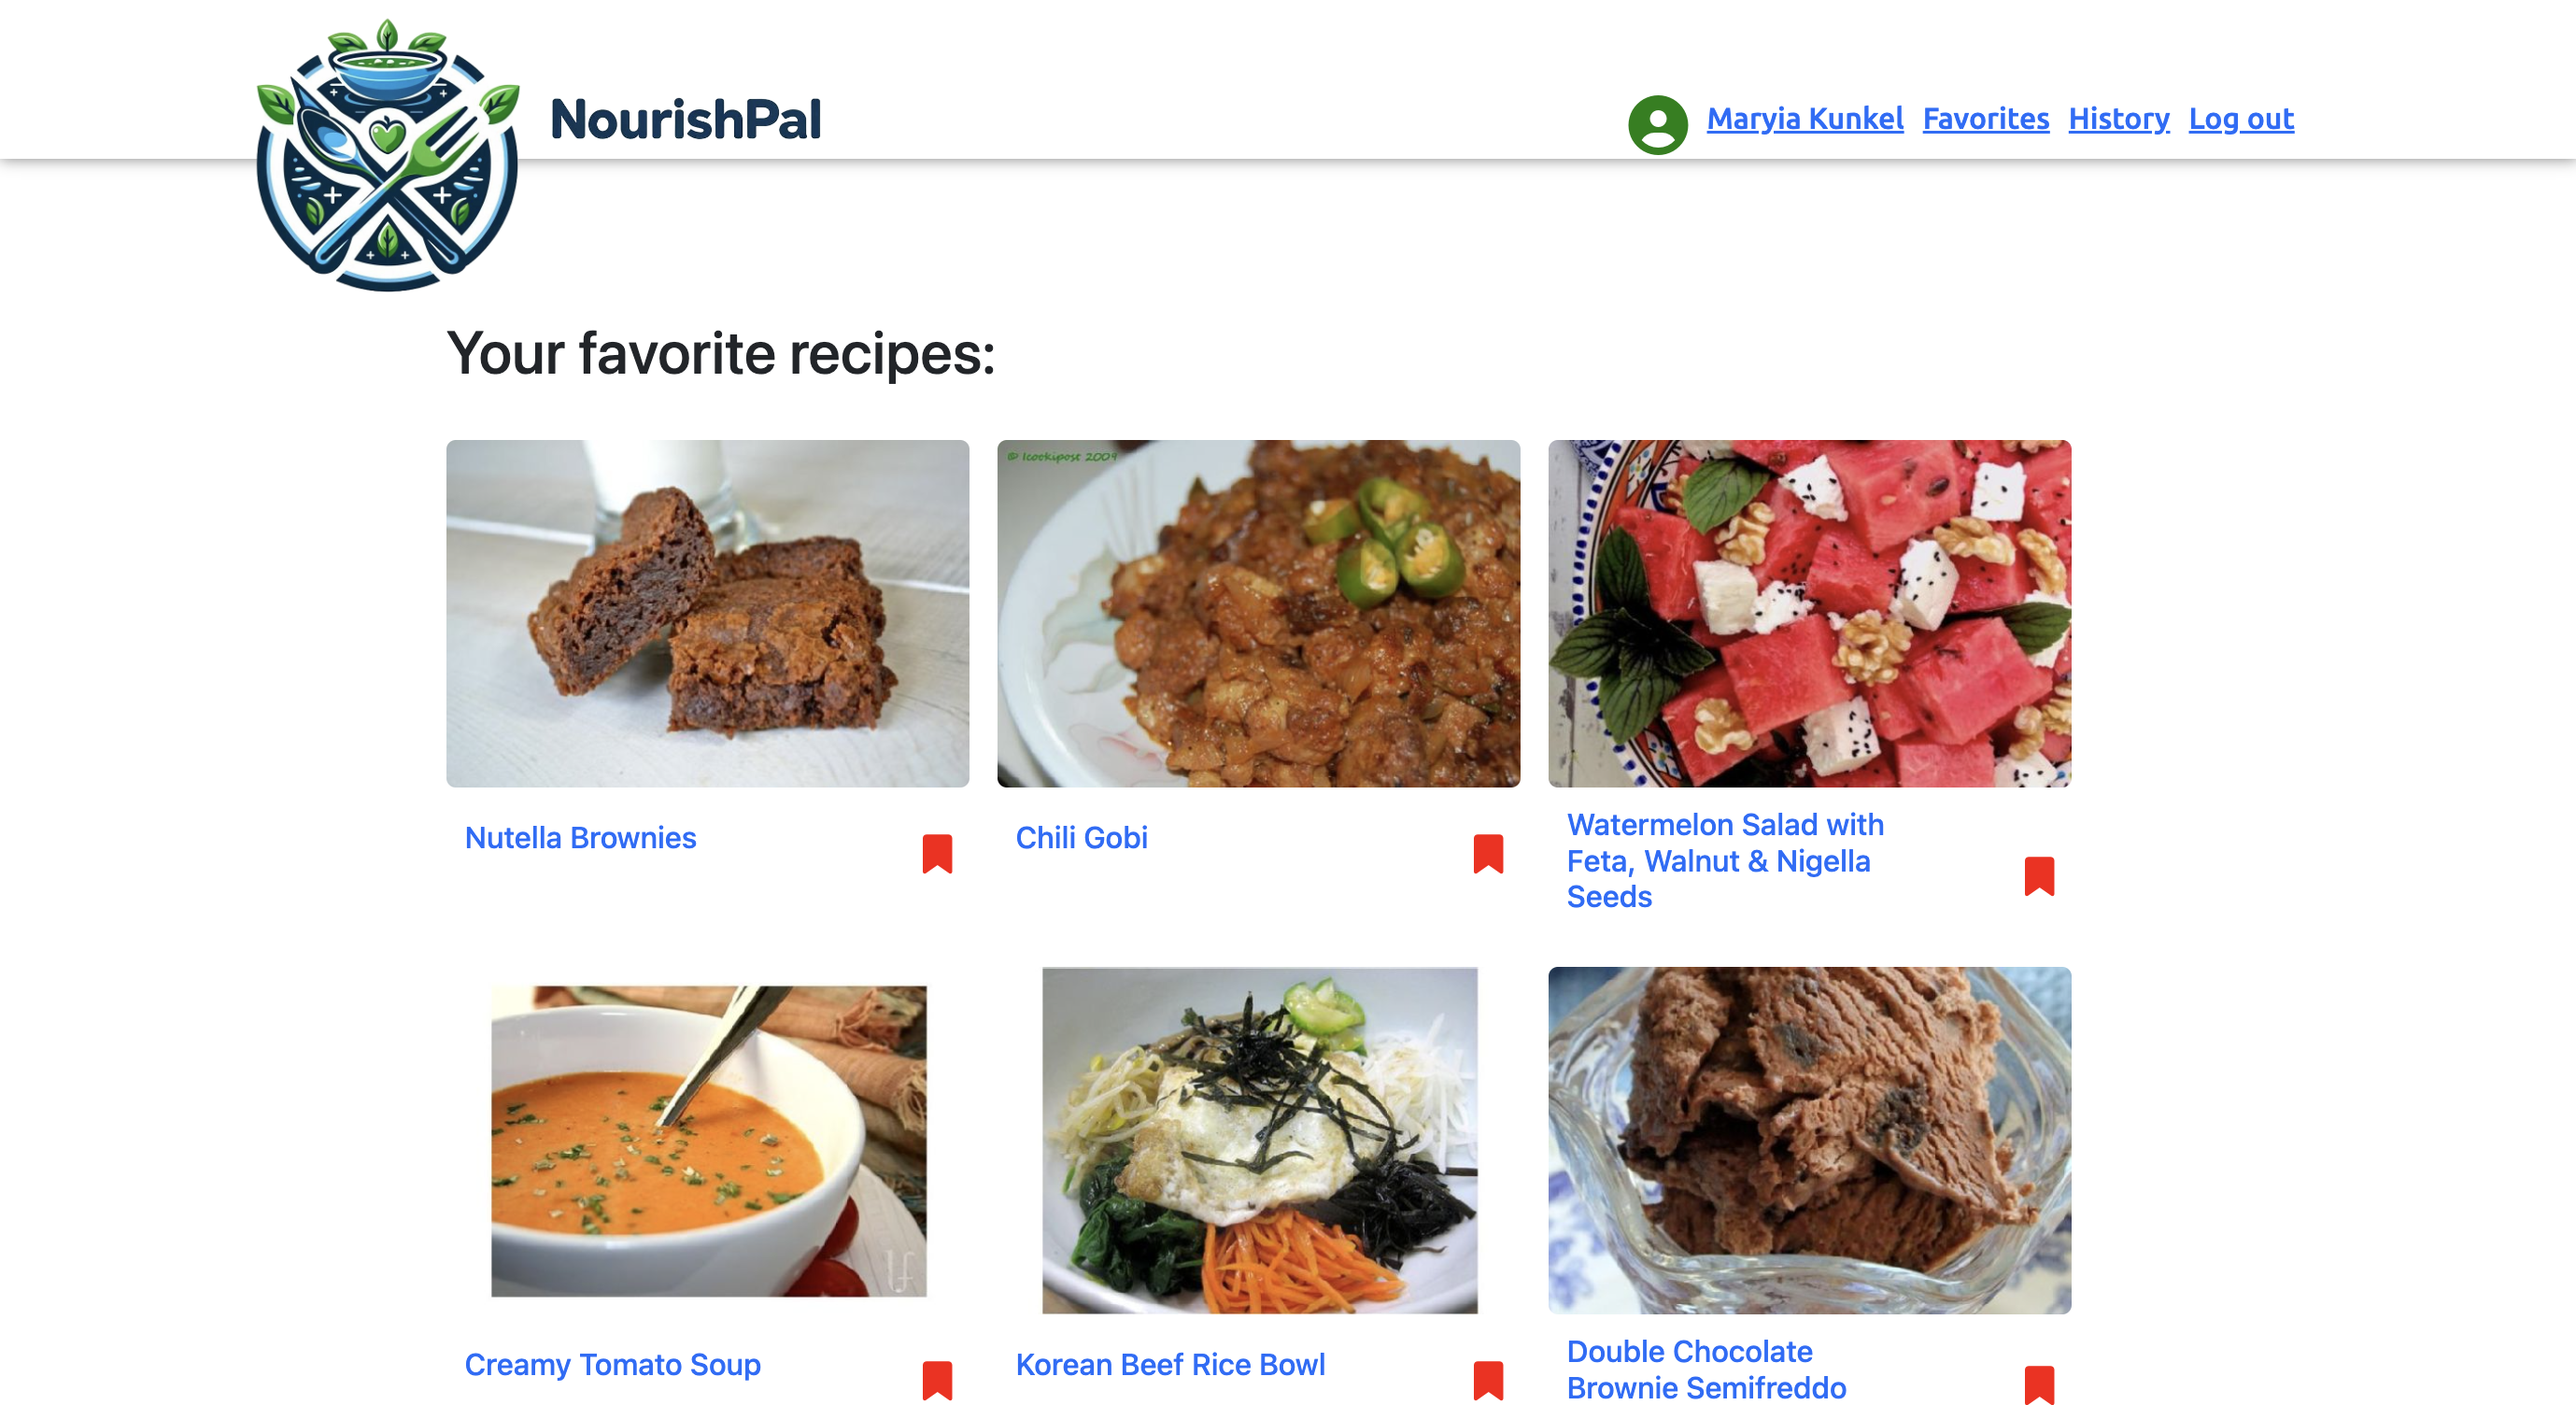 NourishPal
Maryia Kunkel Favorites History Log out
Your favorite recipes:
© Icookipost 2009
Nutella Brownies
Chili Gobi
Watermelon Salad with
Feta, Walnut & Nigella
Seeds
Creamy Tomato Soup
Korean Beef Rice Bowl
Double Chocolate
Brownie Semifreddo